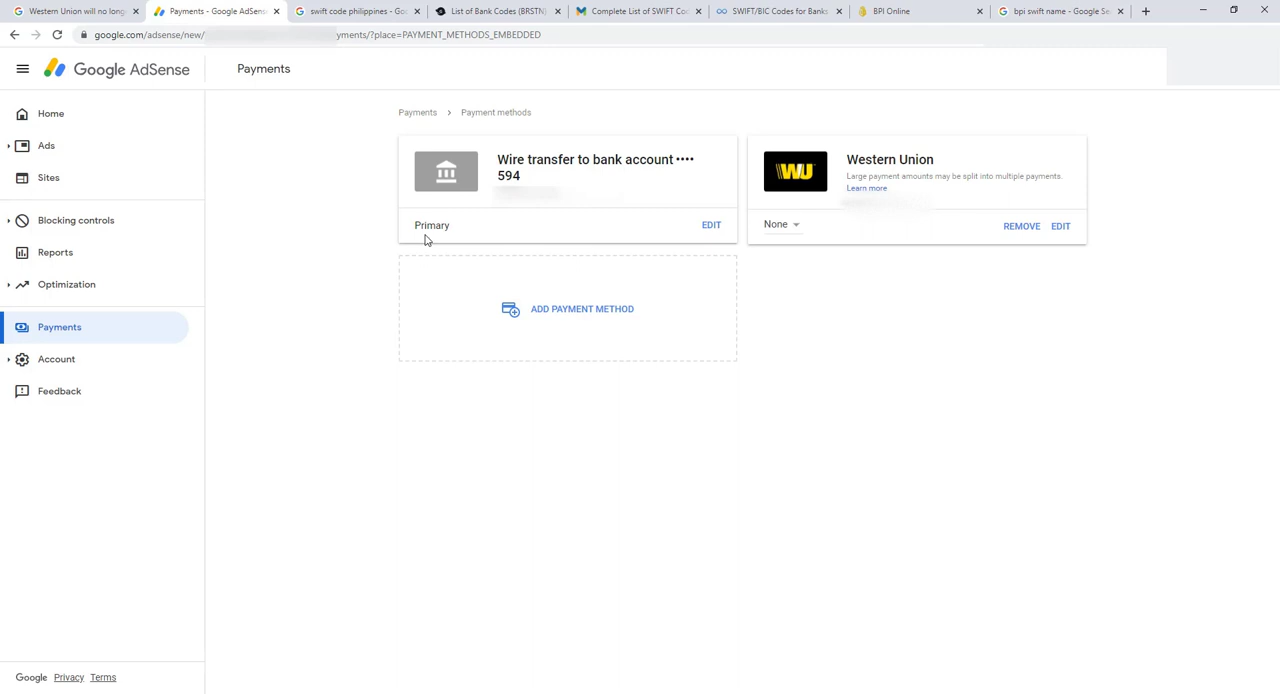 Western Union will no long
Payments - Google AdSens
swift code philippines - Goo
List of Bank Codes (BRSTN)
Complete List of SWIFT Co
SWIFT/BIC Codes for Banks
BPI Online
bpi swift name - Google Se
google.com/adsense/new/
yments/?place=PAYMENT_METHODS_EMBEDDED
Google AdSense
Payments
Home
Ads
Sites
Blocking controls
Reports
Optimization
Payments
Account
Feedback
Google Privacy Terms
Payments > Payment methods
Wire transfer to bank account ••••
594
Primary
EDIT
WU
Western Union
Large payment amounts may be split into multiple payments.
Learn more
None
REMOVE EDIT
ADD PAYMENT METHOD